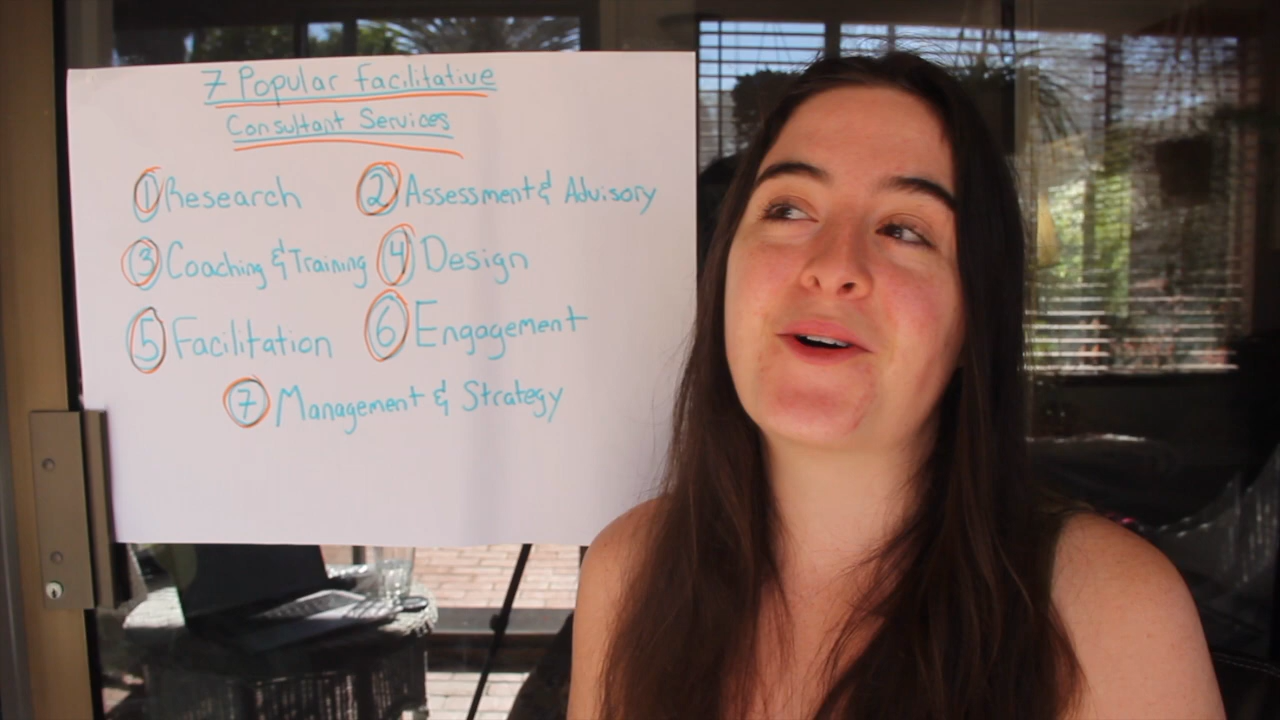 7 Popular Facilitative
Consultant Services
1 Research 2 Assessment & Advisory
3 Coaching & Training 4 Design
5 Facilitation 6 Engagement
7 Management & Strategy